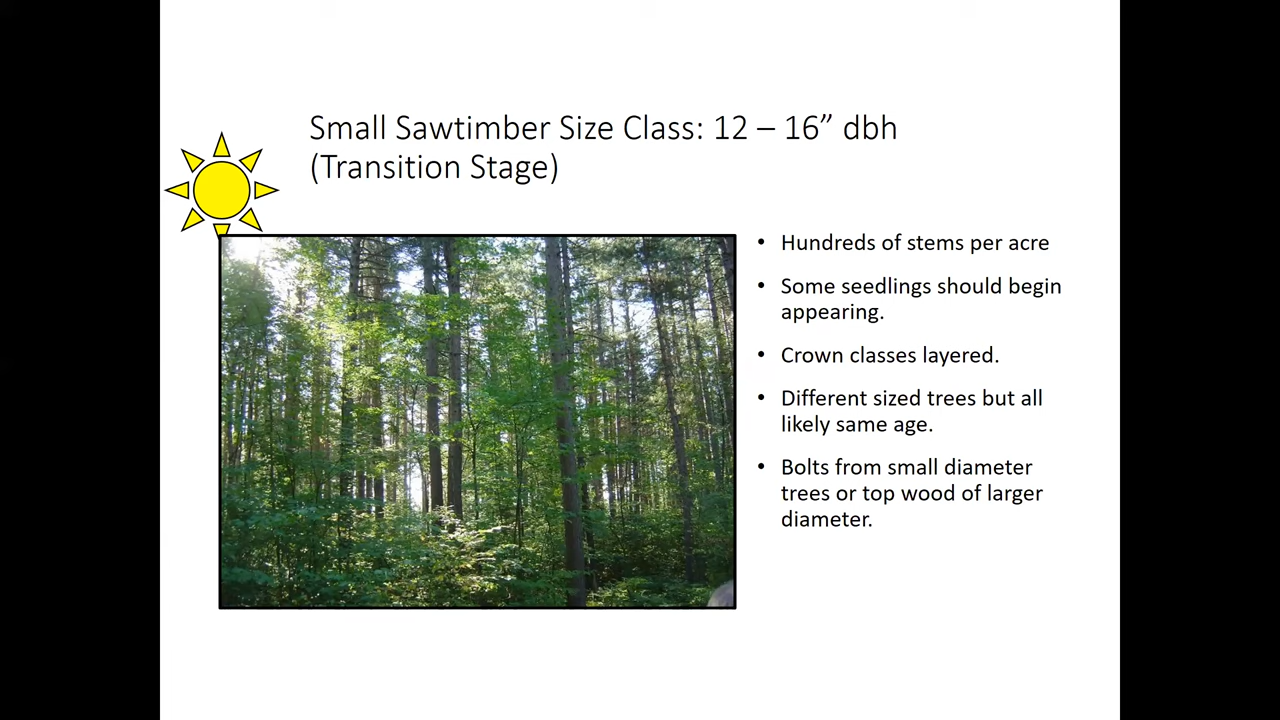 Small Sawtimber Size Class: 12 – 16” dbh
(Transition Stage)
• Hundreds of stems per acre
• Some seedlings should begin
appearing.
• Crown classes layered.
• Different sized trees but all
likely same age.
• Bolts from small diameter
trees or top wood of larger
diameter.